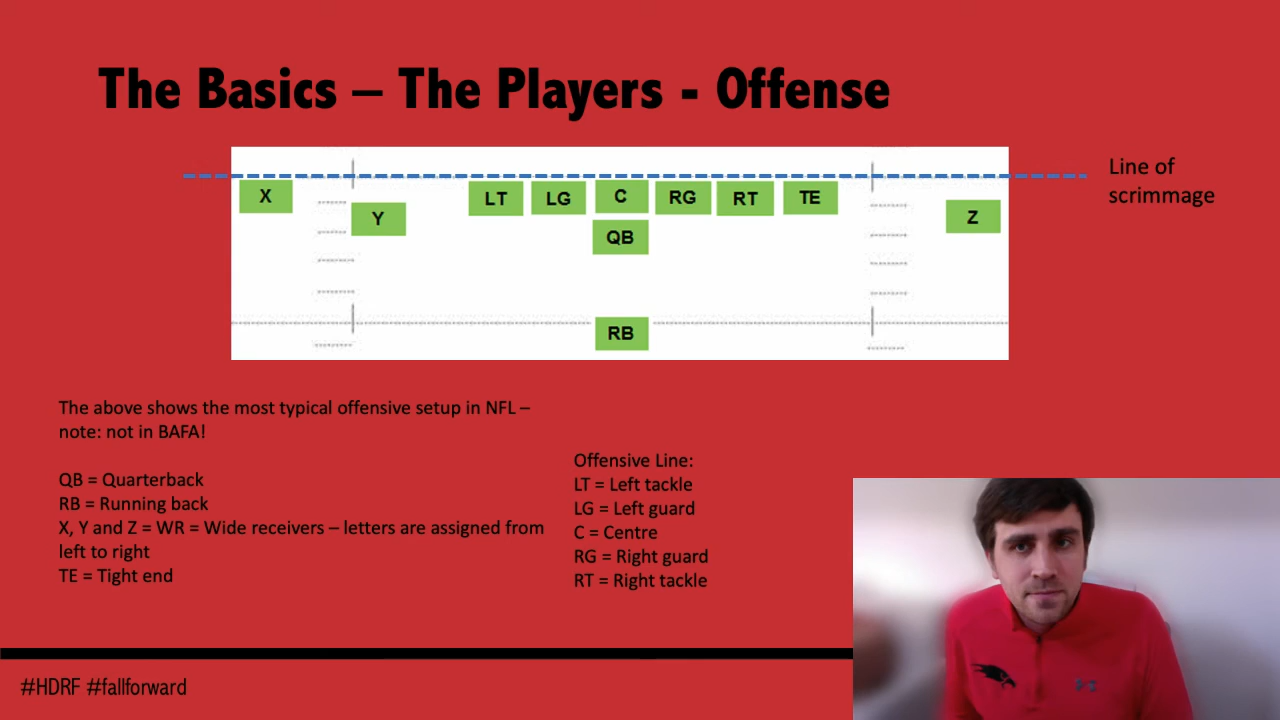 The Basics – The Players - Offense
Line of
scrimmage
X
Y
LT
LG
C
RG
RT
TE
Z
QB
RB
The above shows the most typical offensive setup in NFL –
note: not in BAFA!
QB = Quarterback
RB = Running back
X, Y and Z = WR = Wide receivers – letters are assigned from
left to right
TE = Tight end
Offensive Line:
LT = Left tackle
LG = Left guard
C = Centre
RG = Right guard
RT = Right tackle
#HDRF #fallforward